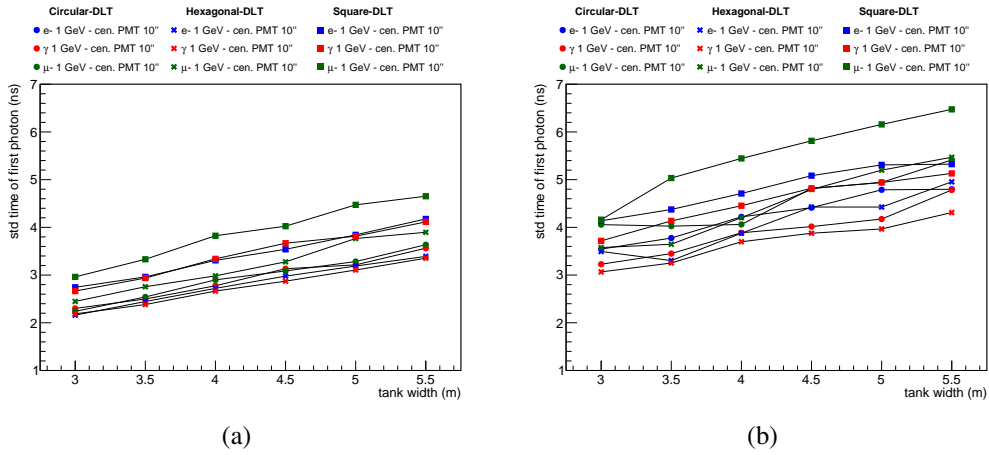 Circular-DLT Hexagonal-DLT Square-DLT
e- 1 GeV - cen. PMT 10" e- 1 GeV - cen. PMT 10" e- 1 GeV - cen. PMT 10"
γ 1 GeV - cen. PMT 10" γ 1 GeV - cen. PMT 10" γ 1 GeV - cen. PMT 10"
μ- 1 GeV - cen. PMT 10" μ- 1 GeV - cen. PMT 10" μ- 1 GeV - cen. PMT 10"
std time of first photon (ns)
7
6
5
4
3
2
1
3 3.5 4 4.5 5 5.5
tank width (m)
(a)
Circular-DLT Hexagonal-DLT Square-DLT
e- 1 GeV - cen. PMT 10" e- 1 GeV - cen. PMT 10" e- 1 GeV - cen. PMT 10"
γ 1 GeV - cen. PMT 10" γ 1 GeV - cen. PMT 10" γ 1 GeV - cen. PMT 10"
μ- 1 GeV - cen. PMT 10" μ- 1 GeV - cen. PMT 10" μ- 1 GeV - cen. PMT 10"
std time of first photon (ns)
7
6
5
4
3
2
1
3 3.5 4 4.5 5 5.5
tank width (m)
(b)